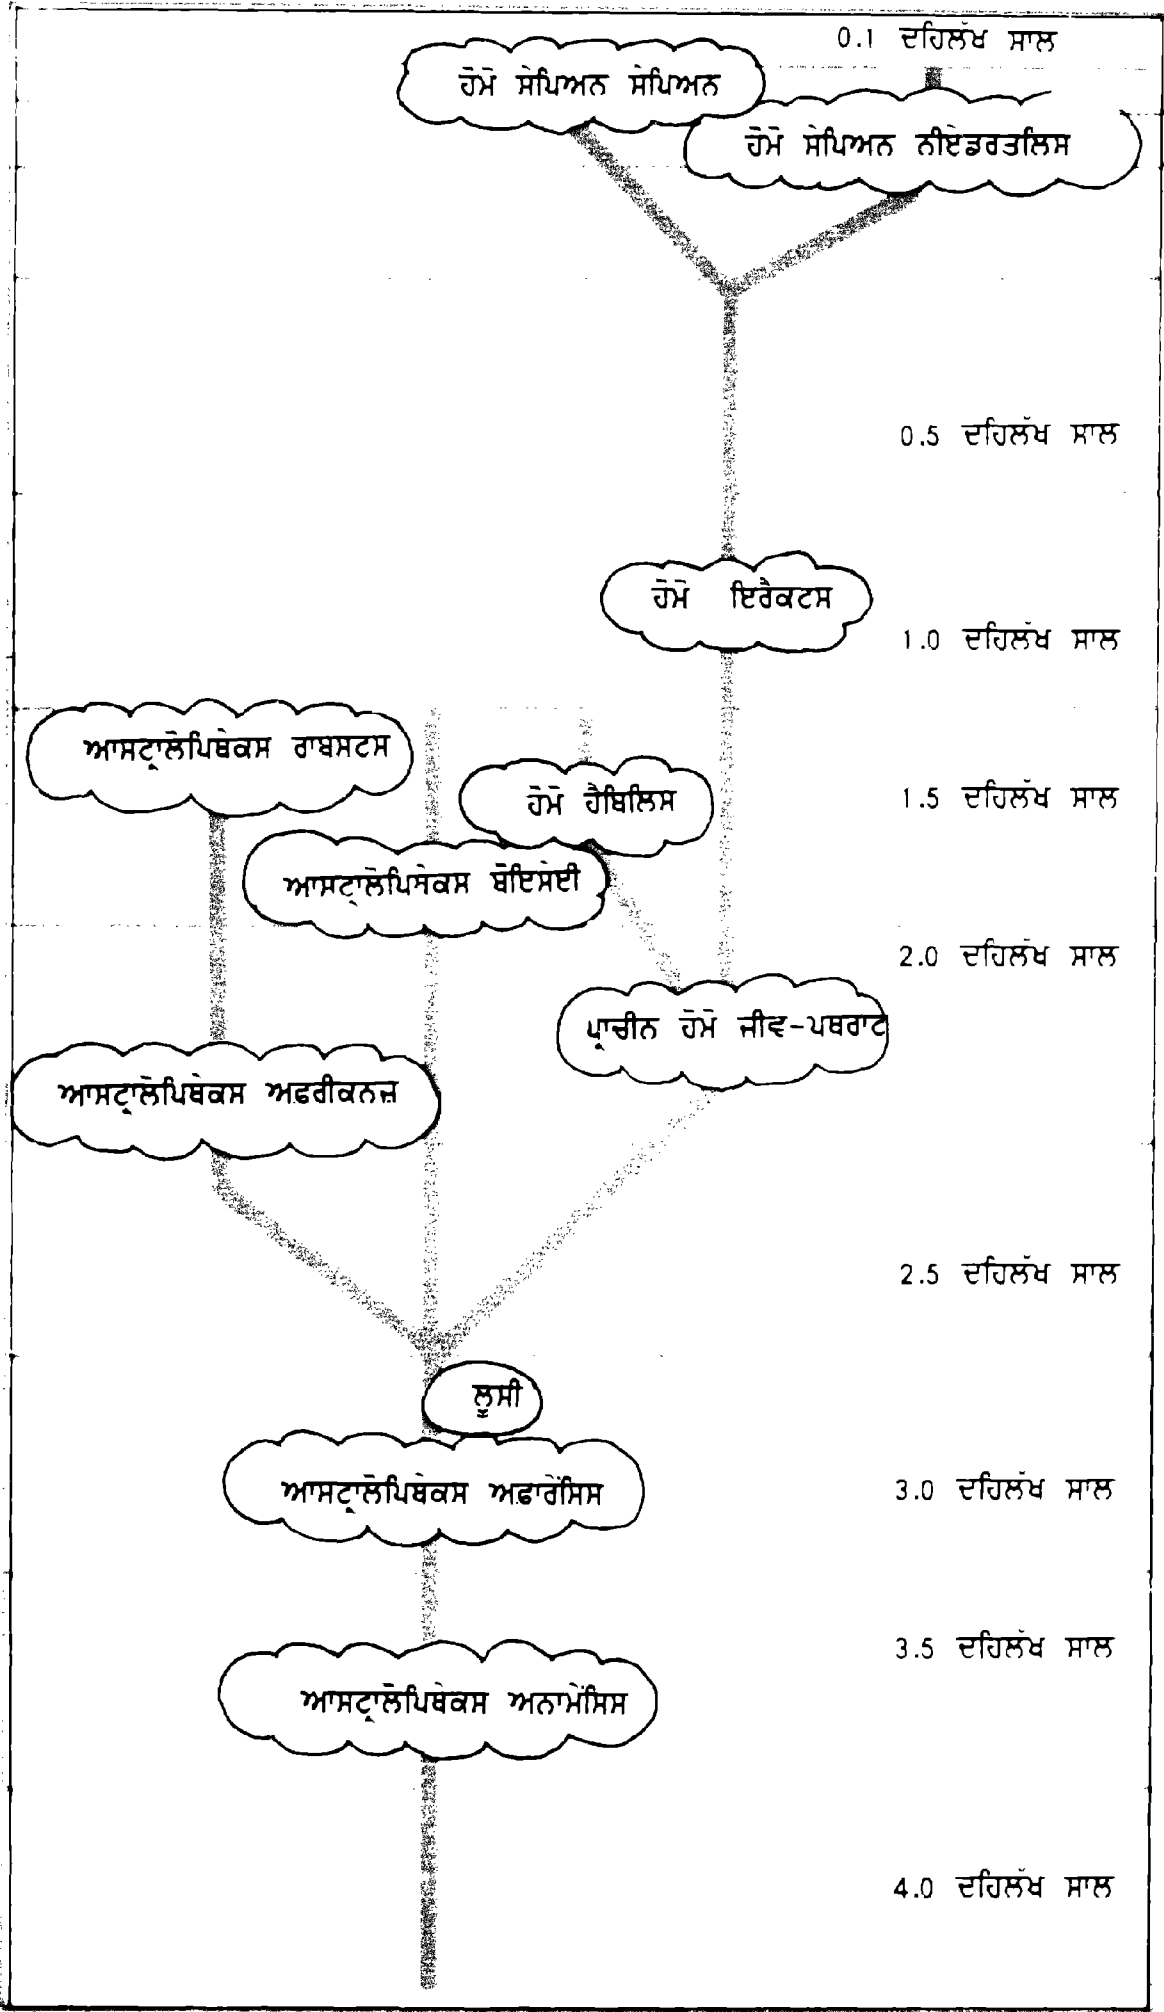 0.1 ਦਹਿਲੱਖ ਸਾਲ
ਹੋਮੋ ਸੇਪਿਅਨ ਸੇਪਿਅਨ
ਹੋਮੋ ਸੇਪਿਅਨ ਨੀਏਡਰਤਲਿਸ
0.5 ਦਹਿਲੱਖ ਸਾਲ
ਹੋਮੋ ਇਰੈਕਟਸ
1.0 ਦਹਿਲੱਖ ਸਾਲ
ਆਸਟ੍ਰਾਲੋਪਿਥੇਕਸ ਰਾਬਸਟਸ
ਹੋਮੋ ਹੈਬਿਲਿਸ
1.5 ਦਹਿਲੱਖ ਸਾਲ
ਆਸਟ੍ਰਾਲੋਪਿਸੇਕਸ ਬੋਇਸੇਈ
2.0 ਦਹਿਲੱਖ ਸਾਲ
ਪ੍ਰਾਚੀਨ ਹੋਮੋ ਜੀਵ-ਪਥਰਾਟ
ਆਸਟ੍ਰਾਲੋਪਿਥੇਕਸ ਅਫਰੀਕਨਜ਼
2.5 ਦਹਿਲੱਖ ਸਾਲ
ਲੂਸੀ
ਆਸਟ੍ਰਾਲੋਪਿਥੇਕਸ ਅਫਾਰੇਂਸਿਸ
3.0 ਦਹਿਲੱਖ ਸਾਲ
3.5 ਦਹਿਲੱਖ ਸਾਲ
ਆਸਟ੍ਰਾਲੋਪਿਥੇਕਸ ਅਨਾਮੇਂਸਿਸ
4.0 ਦਹਿਲੱਖ ਸਾਲ